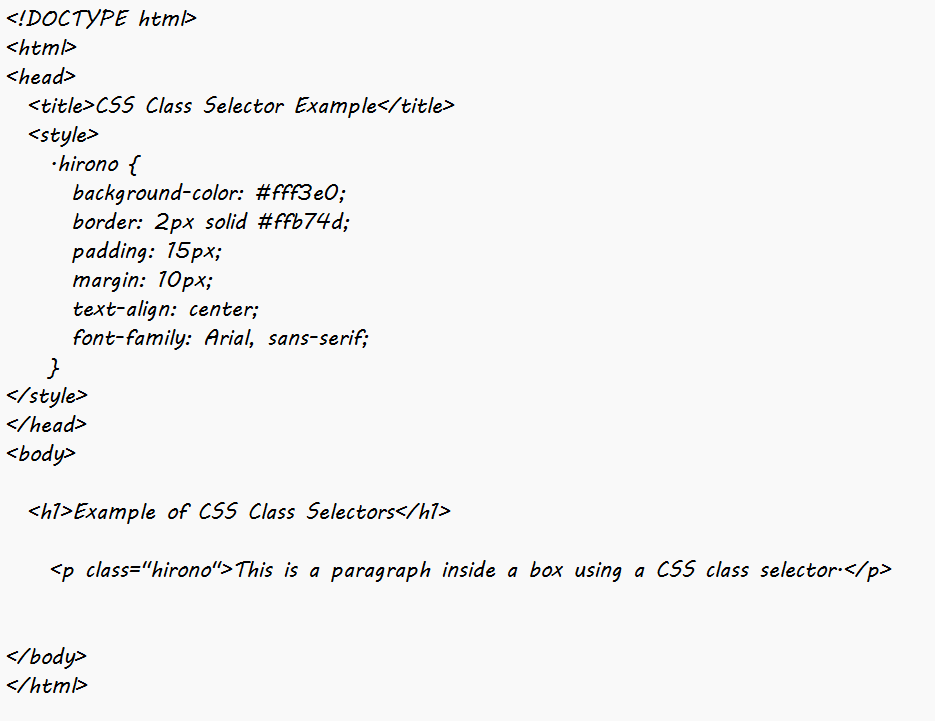 <!DOCTYPE html>
<html>
<head>
  <title>CSS Class Selector Example</title>
  <style>
    .hirono {
      background-color: #fff3e0;
      border: 2px solid #ffb74d;
      padding: 15px;
      margin: 10px;
      text-align: center;
      font-family: Arial, sans-serif;
    }
</style>
</head>
<body>

  <h1>Example of CSS Class Selectors</h1>

    <p class="hirono">This is a paragraph inside a box using a CSS class selector.</p>


</body>
</html>